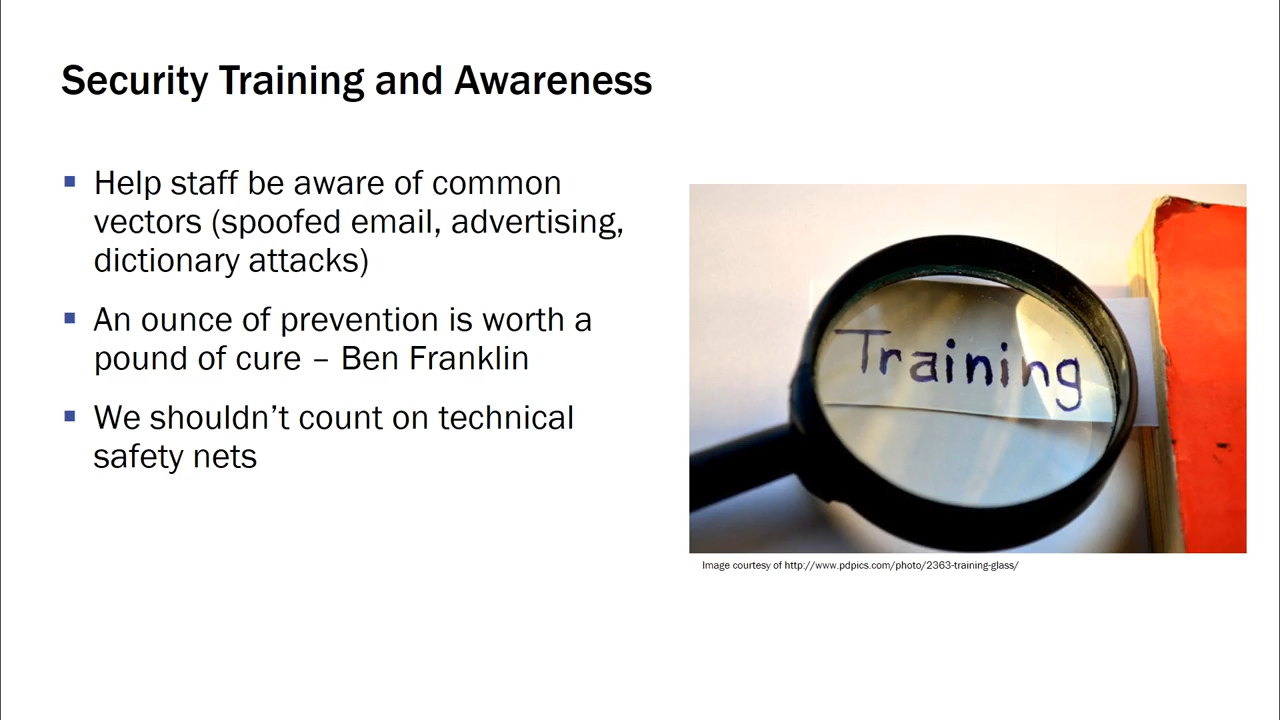 Security Training and Awareness
Help staff be aware of common
vectors (spoofed email, advertising,
dictionary attacks)
An ounce of prevention is worth a
pound of cure – Ben Franklin
We shouldn’t count on technical
safety nets
Training
Image courtesy of http://www.pdpics.com/photo/2363-training-glass/